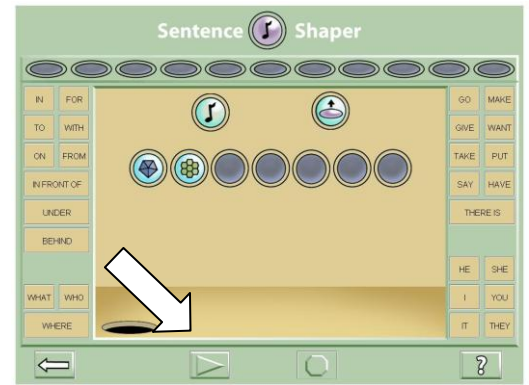 Sentence Shaper
IN FOR
TO WITH
ON FROM
IN FRONT OF
UNDER
BEHIND
WHAT WHO
WHERE
GO MAKE
GIVE WANT
TAKE PUT
SAY HAVE
THERE IS
HE SHE
I YOU
IT THEY
?